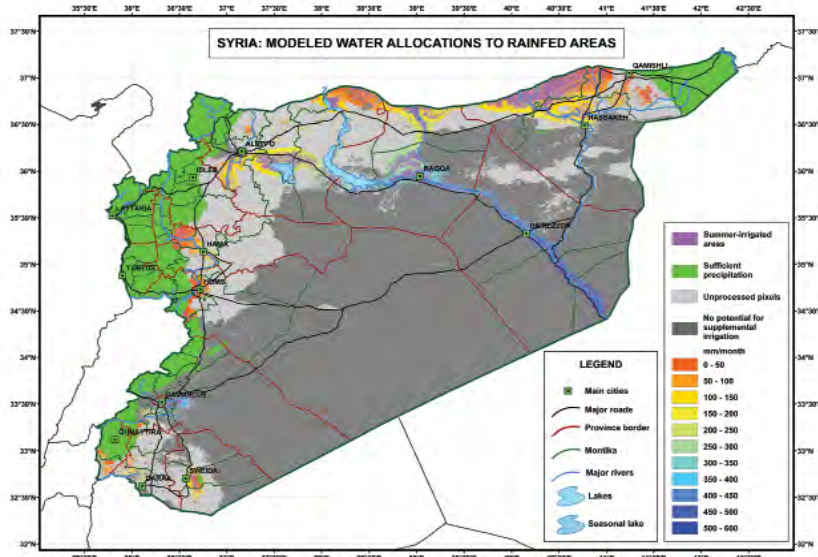 35°30'E 36°E 36°30'E 37°E 37°30'E 38°E 38°30'E 39°E 39°30'E 40°E 40°30'E 41°E 41°30'E 42°E 42°30'E
SYRIA: MODELED WATER ALLOCATIONS TO RAINFED AREAS
37°30'N
37°N
36°30'N
36°N
35°30'N
35°N
34°30'N
34°N
33°30'N
33°N
32°30'N
32°N
QAMISHLI
HASSAKEH
ALEPPO
IDLEB
RAQQA
LATTAKIA
DEIREZZOR
HAMA
TARTOUS
HOMS
DAMASCUS
QUNAYTIRA
SWEIDA
DARAA
LEGEND
Main cities
Major roads
Province border
Montika
Major rivers
Lakes
Seasonal lake
Summer-irrigated
areas
Sufficient
precipitation
Unprocessed pixels
No potential for
supplemental
irrigation
mm/month
0 - 50
50 - 100
100 - 150
150 - 200
200 - 250
250 - 300
300 - 350
350 - 400
400 - 450
450 - 500
500 - 600